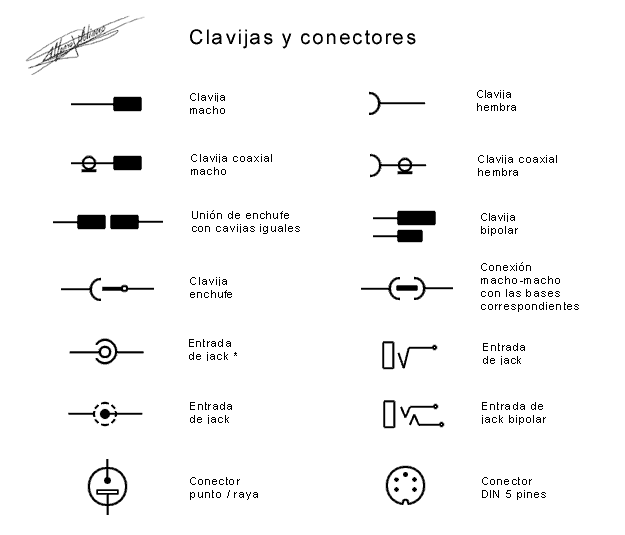 Clavijas y conectores
Clavija
macho
Clavija
hembra
Clavija coaxial
macho
Clavija coaxial
hembra
Unión de enchufe
con cavijas iguales
Clavija
bipolar
Clavija
enchufe
Conexión
macho-macho
con las bases
correspondientes
Entrada
de jack *
Entrada
de jack
Entrada
de jack
Entrada de
jack bipolar
Conector
punto / raya
Conector
DIN 5 pines